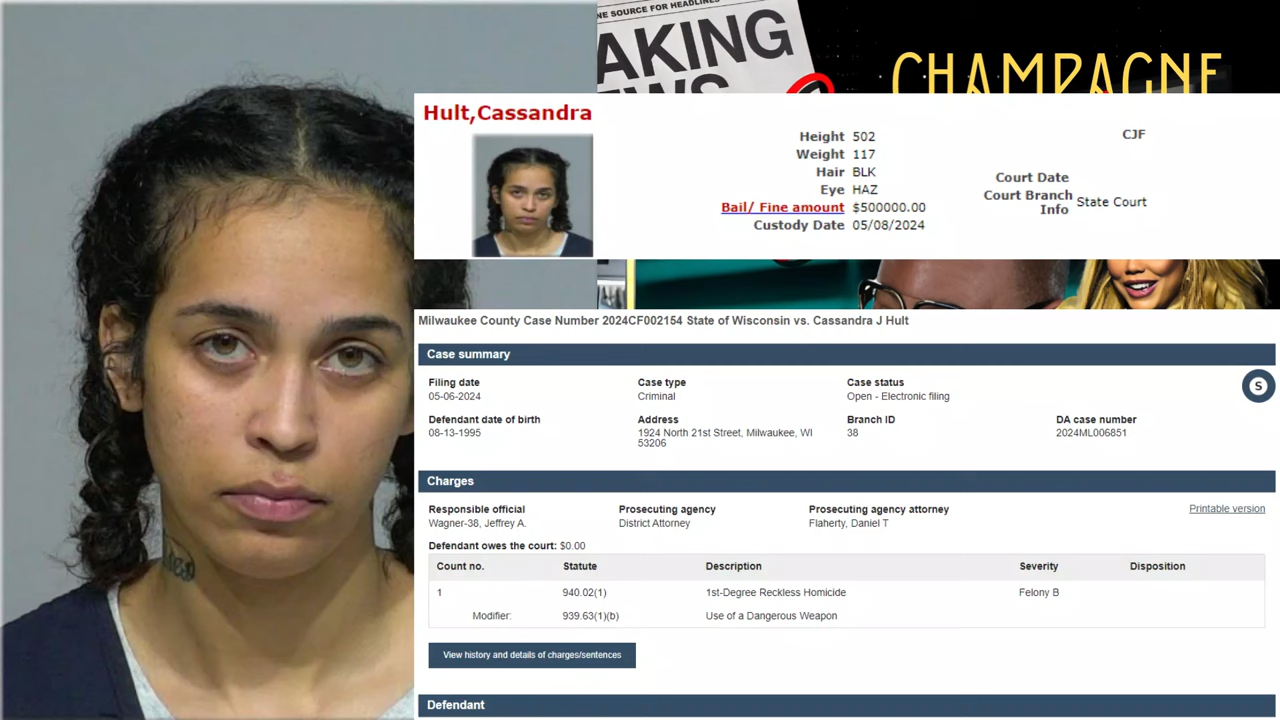 NE SOURCE FOR HEADLINES
AKING
CHAMPAGNE
Hult,Cassandra
Height 502
CJF
Weight 117
Hair BLK
Court Date
Eye HAZ
Court Branch Info State Court
Bail/ Fine amount $500000.00
Custody Date 05/08/2024
Milwaukee County Case Number 2024CF002154 State of Wisconsin vs. Cassandra J Hult
Case summary
Filing date
Case type
Case status
05-06-2024
Criminal
Open - Electronic filing
S
Defendant date of birth
Address
Branch ID
DA case number
08-13-1995
1924 North 21st Street, Milwaukee, WI
53206
38
2024ML006851
Charges
Responsible official
Prosecuting agency
Prosecuting agency attorney
Printable version
Wagner-38, Jeffrey A.
District Attorney
Flaherty, Daniel T
Defendant owes the court: $0.00
Count no. Statute Description Severity Disposition
1 940.02(1) 1st-Degree Reckless Homicide Felony B
Modifier: 939.63(1)(b) Use of a Dangerous Weapon
View history and details of charges/sentences
Defendant